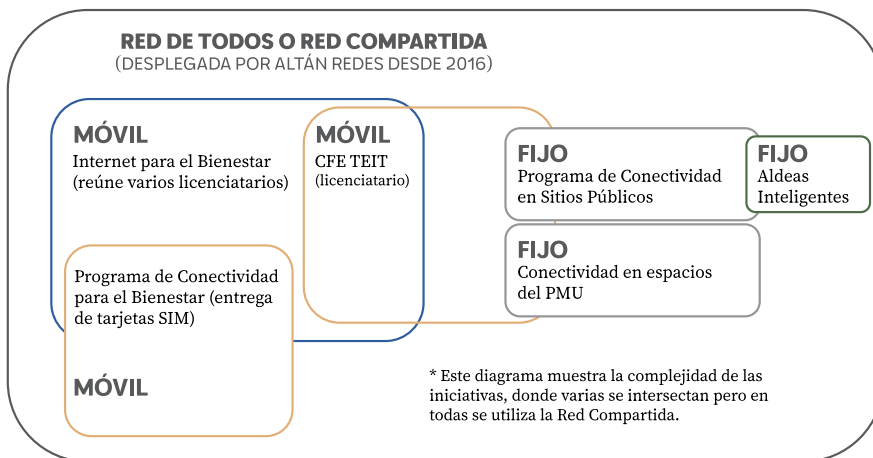 RED DE TODOS O RED COMPARTIDA
(DESPLEGADA POR ALTÁN REDES DESDE 2016)
MÓVIL
Internet para el Bienestar
(reúne varios licenciatarios)
MÓVIL
CFE TEIT
(licenciatario)
FIJO
Programa de Conectividad
en Sitios Públicos
FIJO
Aldeas
Inteligentes
FIJO
Conectividad en espacios
del PMU
Programa de Conectividad
para el Bienestar (entrega
de tarjetas SIM)
MÓVIL
* Este diagrama muestra la complejidad de las
iniciativas, donde varias se intersectan pero en
todas se utiliza la Red Compartida.